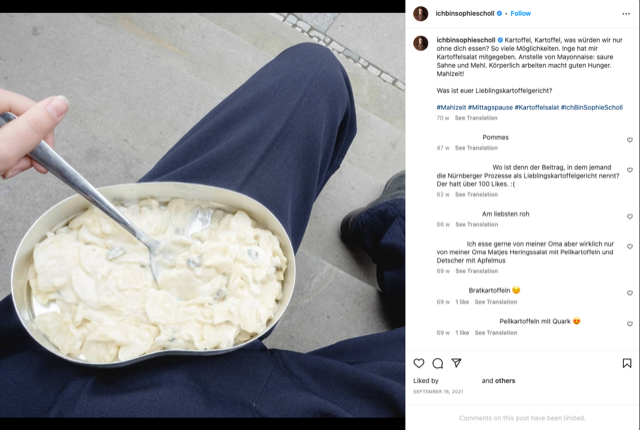 ichbinsophiescholl • Follow
ichbinsophiescholl Kartoffel, Kartoffel, was würden wir nur
ohne dich essen? So viele Möglichkeiten. Inge hat mir
Kartoffelsalat mitgegeben. Anstelle von Mayonnaise: saure
Sahne und Mehl. Körperlich arbeiten macht guten Hunger.
Mahlzeit!
Was ist euer Lieblingskartoffelgericht?
#Mahlzeit #Mittagspause #Kartoffelsalat #IchBinSophieScholl
70 w See Translation
Pommes
47 w See Translation
Wo ist denn der Beitrag, in dem jemand
die Nürnberger Prozesse als Lieblingskartoffelgericht nennt?
Der hatt über 100 Likes. :(
62 w See Translation
Am liebsten roh
66 w See Translation
Ich esse gerne von meiner Oma aber wirklich nur
von meiner Oma Matjes Heringssalat mit Pellkartoffeln und
Detscher mit Apfelmus
69 w See Translation
Bratkartoffeln 😏
69 w 1 like See Translation
Pellkartoffeln mit Quark 😍
69 w 1 like See Translation
Liked by and others
SEPTEMBER 16, 2021
Comments on this post have been limited.